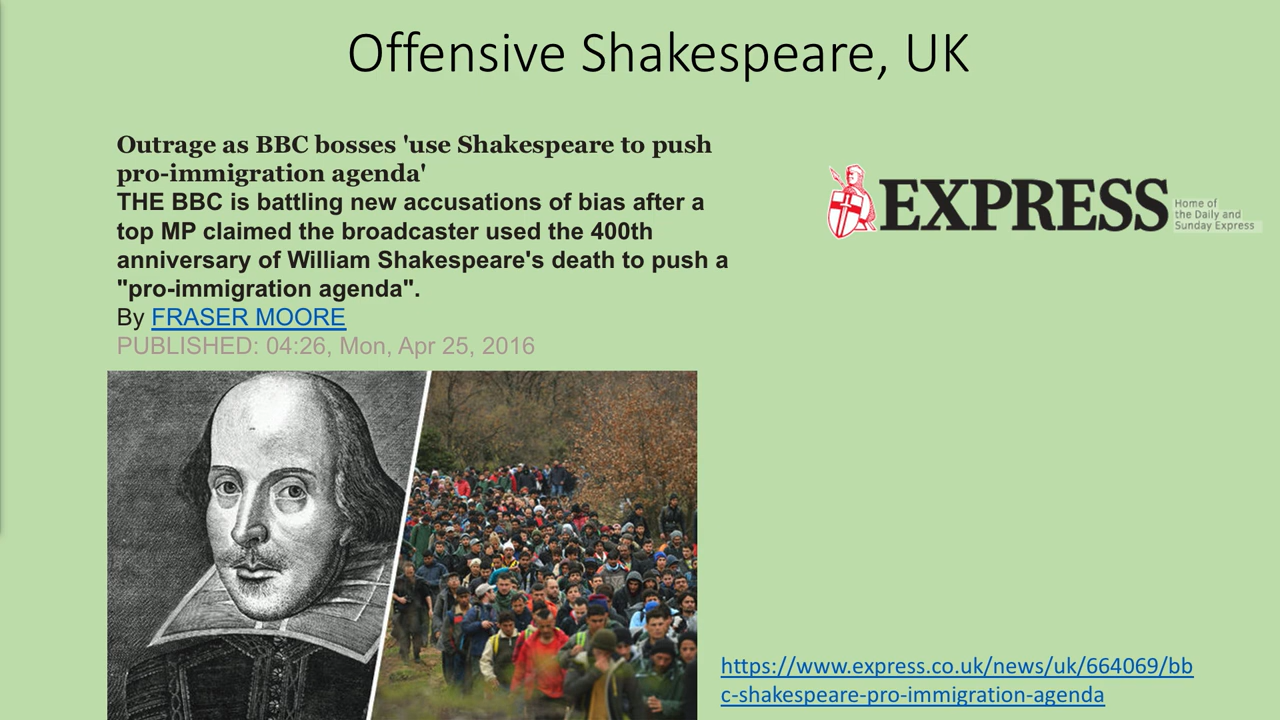 Offensive Shakespeare, UK
Outrage as BBC bosses 'use Shakespeare to push
pro-immigration agenda'
THE BBC is battling new accusations of bias after a
top MP claimed the broadcaster used the 400th
anniversary of William Shakespeare's death to push a
"pro-immigration agenda".
By FRASER MOORE
PUBLISHED: 04:26, Mon, Apr 25, 2016
EXPRESS
Home of
the Daily and
Sunday Express
https://www.express.co.uk/news/uk/664069/bb
c-shakespeare-pro-immigration-agenda